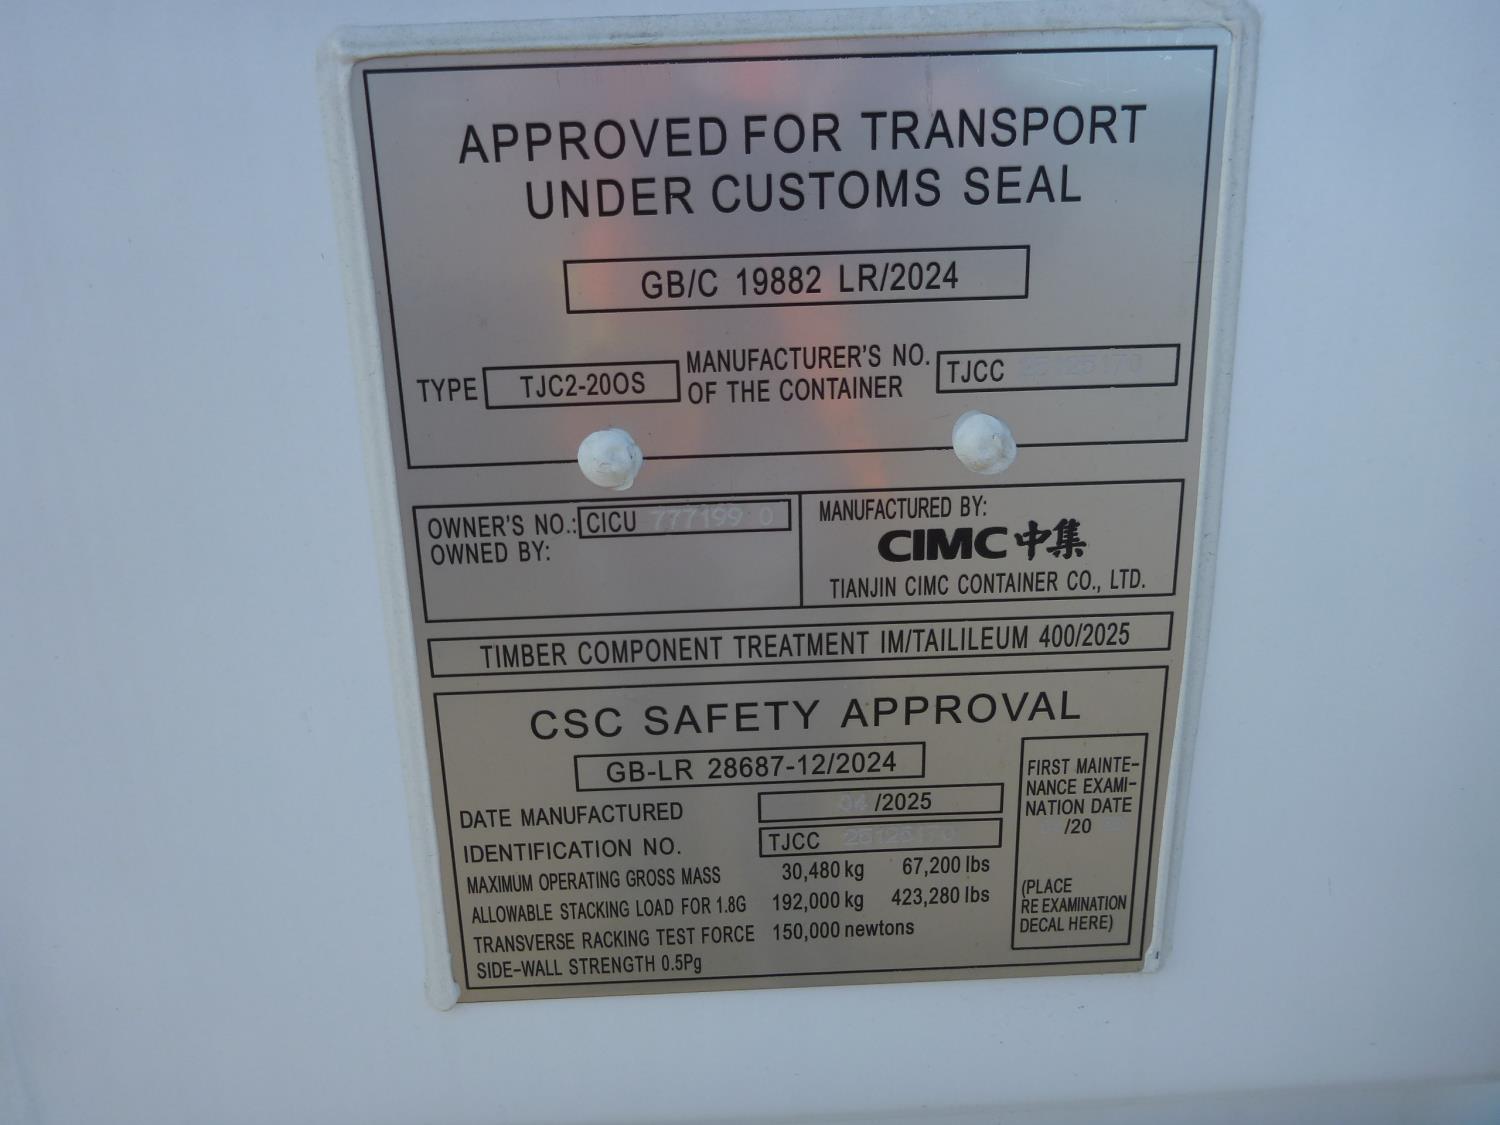 APPROVED FOR TRANSPORT
UNDER CUSTOMS SEAL
GB/C 19882 LR/2024
TYPE TJC2-20OS
MANUFACTURER'S NO.
OF THE CONTAINER
TJCC 25125170
OWNER'S NO.: CICU 777199 0
OWNED BY:
MANUFACTURED BY:
CIMC 中集
TIANJIN CIMC CONTAINER CO., LTD.
TIMBER COMPONENT TREATMENT IM/TAILILEUM 400/2025
CSC SAFETY APPROVAL
GB-LR 28687-12/2024
DATE MANUFACTURED 04/2025
IDENTIFICATION NO. TJCC 25125170
MAXIMUM OPERATING GROSS MASS 30,480 kg 67,200 lbs
ALLOWABLE STACKING LOAD FOR 1.8G 192,000 kg 423,280 lbs
TRANSVERSE RACKING TEST FORCE 150,000 newtons
SIDE-WALL STRENGTH 0.5Pg
FIRST MAINTE-
NANCE EXAMI-
NATION DATE
/20
(PLACE
RE EXAMINATION
DECAL HERE)